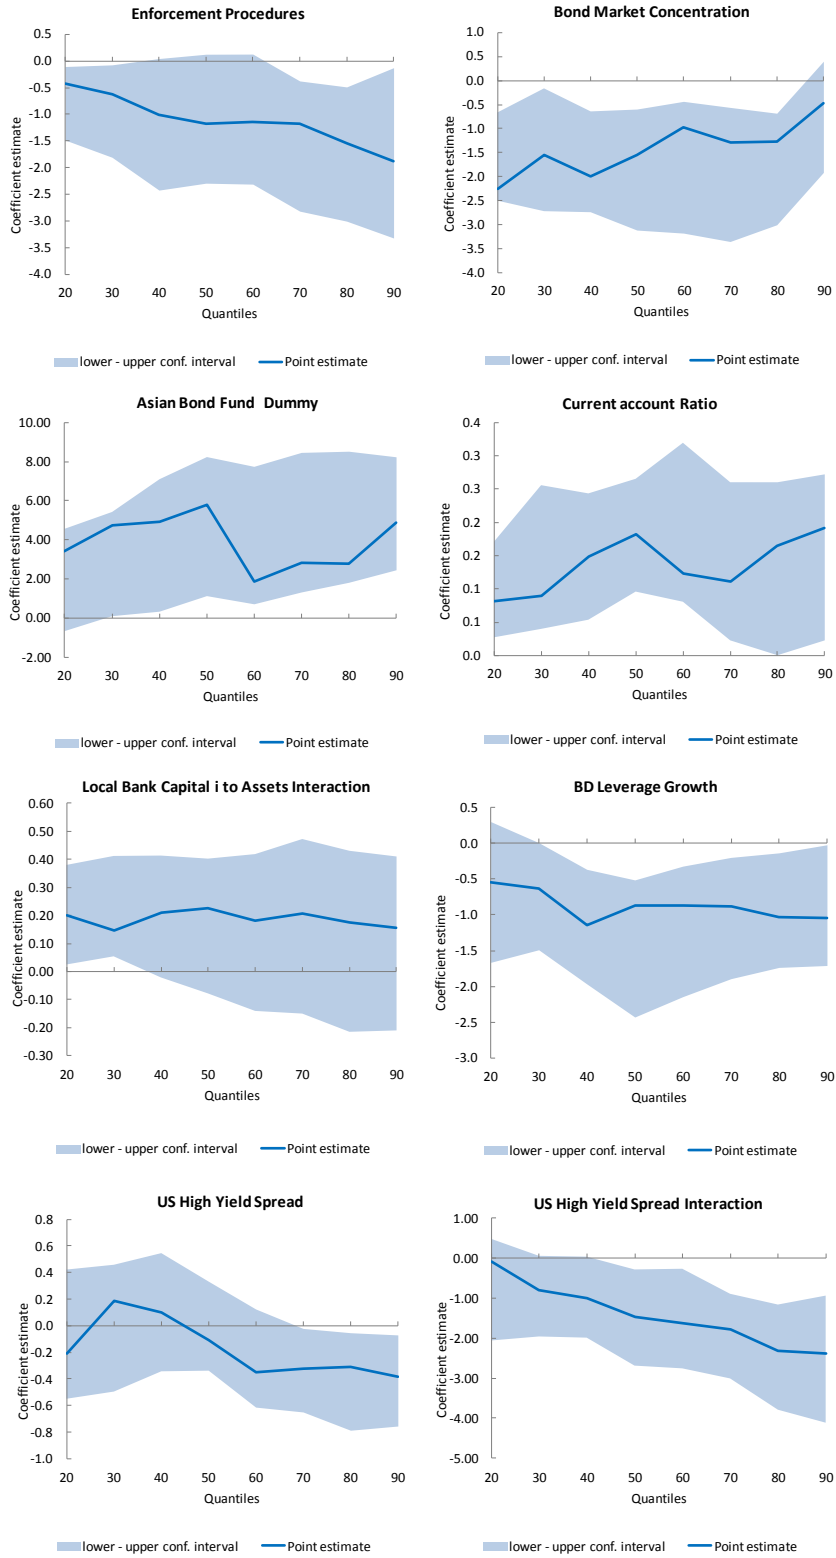 Enforcement Procedures
0.5
0.0
-0.5
-1.0
-1.5
-2.0
-2.5
-3.0
-3.5
-4.0
Coefficient estimate
20 30 40 50 60 70 80 90
Quantiles
lower - upper conf. interval Point estimate
Bond Market Concentration
1.0
0.5
0.0
-0.5
-1.0
-1.5
-2.0
-2.5
-3.0
-3.5
-4.0
Coefficient estimate
20 30 40 50 60 70 80 90
Quantiles
lower - upper conf. interval Point estimate
Asian Bond Fund Dummy
10.00
8.00
6.00
4.00
2.00
0.00
-2.00
Coefficient estimate
20 30 40 50 60 70 80 90
Quantiles
lower - upper conf. interval Point estimate
Current account Ratio
0.4
0.3
0.3
0.2
0.2
0.1
0.1
0.0
Coefficient estimate
20 30 40 50 60 70 80 90
Quantiles
lower - upper conf. interval Point estimate
Local Bank Capital i to Assets Interaction
0.60
0.50
0.40
0.30
0.20
0.10
0.00
-0.10
-0.20
-0.30
Coefficient estimate
20 30 40 50 60 70 80 90
Quantiles
lower - upper conf. interval Point estimate
BD Leverage Growth
0.5
0.0
-0.5
-1.0
-1.5
-2.0
-2.5
-3.0
Coefficient estimate
20 30 40 50 60 70 80 90
Quantiles
lower - upper conf. interval Point estimate
US High Yield Spread
0.8
0.6
0.4
0.2
0.0
-0.2
-0.4
-0.6
-0.8
-1.0
Coefficient estimate
20 30 40 50 60 70 80 90
Quantiles
lower - upper conf. interval Point estimate
US High Yield Spread Interaction
1.00
0.00
-1.00
-2.00
-3.00
-4.00
-5.00
Coefficient estimate
20 30 40 50 60 70 80 90
Quantiles
lower - upper conf. interval Point estimate